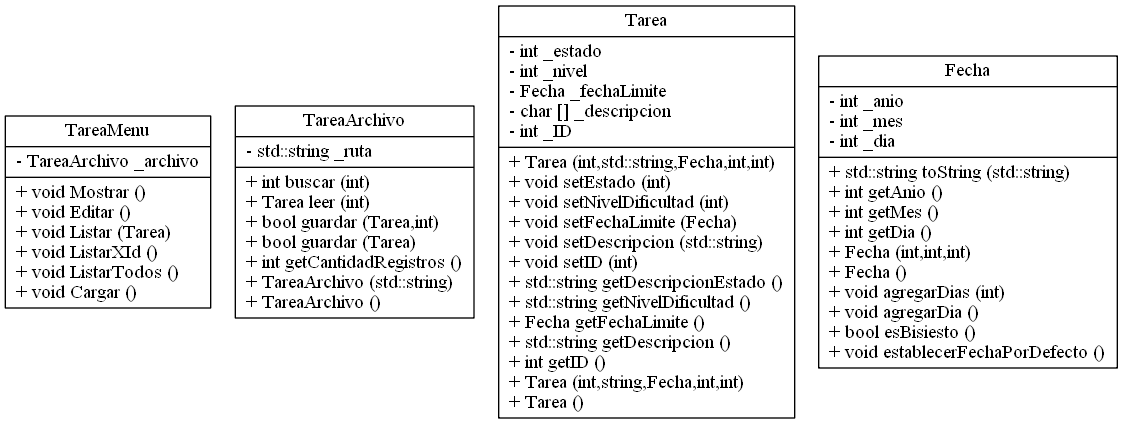 TareaMenu
- TareaArchivo _archivo
+ void Mostrar ()
+ void Editar ()
+ void Listar (Tarea)
+ void ListarXId ()
+ void ListarTodos ()
+ void Cargar ()
TareaArchivo
- std::string _ruta
+ int buscar (int)
+ Tarea leer (int)
+ bool guardar (Tarea,int)
+ bool guardar (Tarea)
+ int getCantidadRegistros ()
+ TareaArchivo (std::string)
+ TareaArchivo ()
Tarea
- int _estado
- int _nivel
- Fecha _fechaLimite
- char [] _descripcion
- int _ID
+ Tarea (int,std::string,Fecha,int,int)
+ void setEstado (int)
+ void setNivelDificultad (int)
+ void setFechaLimite (Fecha)
+ void setDescripcion (std::string)
+ void setID (int)
+ std::string getDescripcionEstado ()
+ std::string getNivelDificultad ()
+ Fecha getFechaLimite ()
+ std::string getDescripcion ()
+ int getID ()
+ Tarea (int,string,Fecha,int,int)
+ Tarea ()
Fecha
- int _anio
- int _mes
- int _dia
+ std::string toString (std::string)
+ int getAnio ()
+ int getMes ()
+ int getDia ()
+ Fecha (int,int,int)
+ Fecha ()
+ void agregarDias (int)
+ void agregarDia ()
+ bool esBisiesto ()
+ void establecerFechaPorDefecto ()